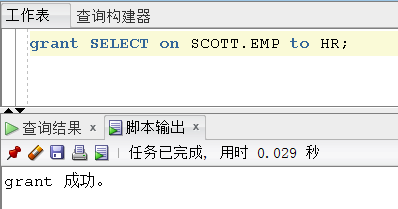 工作表 查询构建器
grant SELECT on SCOTT.EMP to HR;
查询结果 x 脚本输出 x
任务已完成, 用时 0.029 秒
grant 成功。